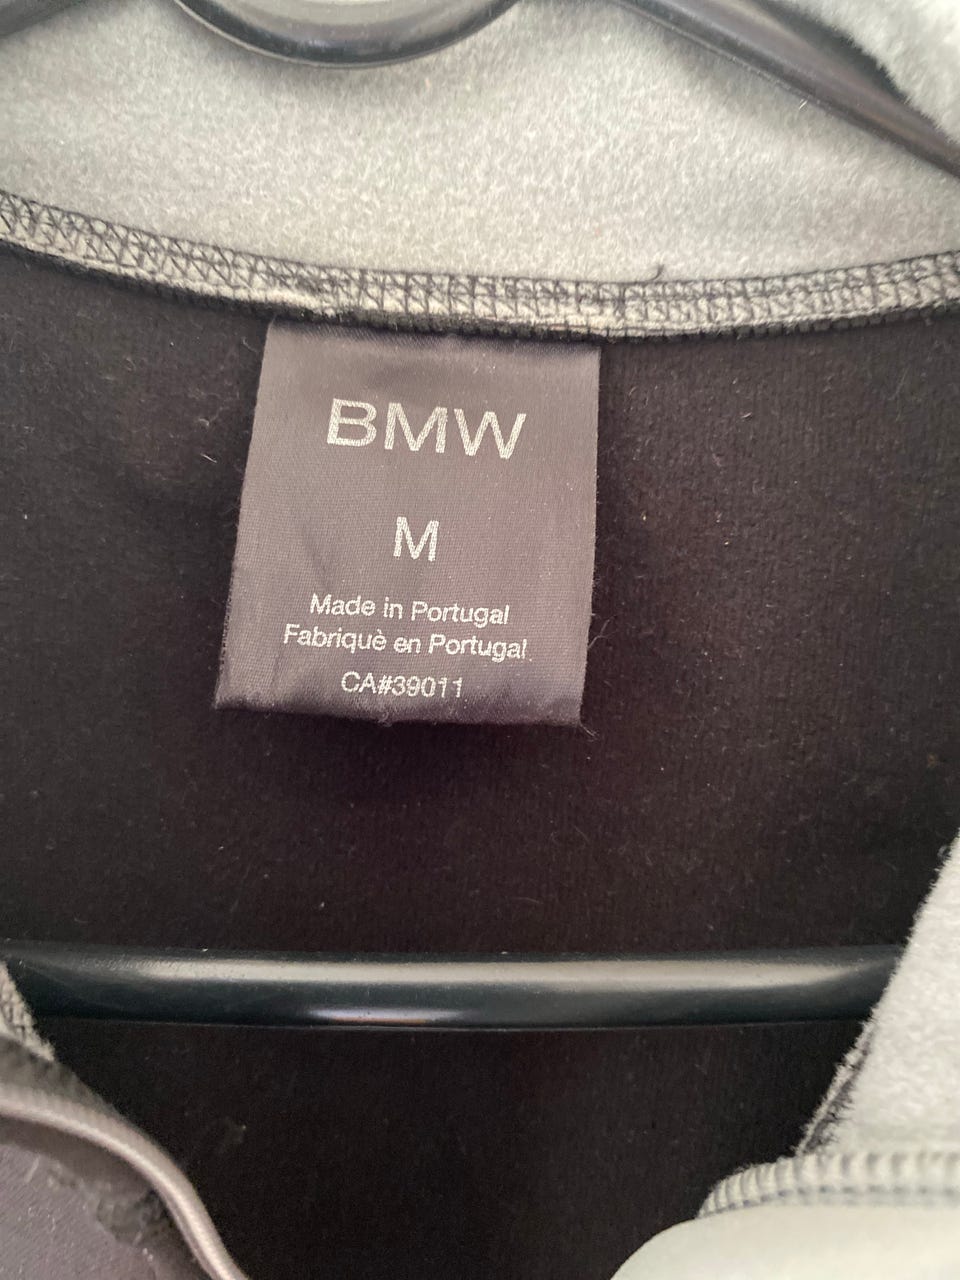 BMW
M
Made in Portugal
Fabriquè en Portugal
CA#39011